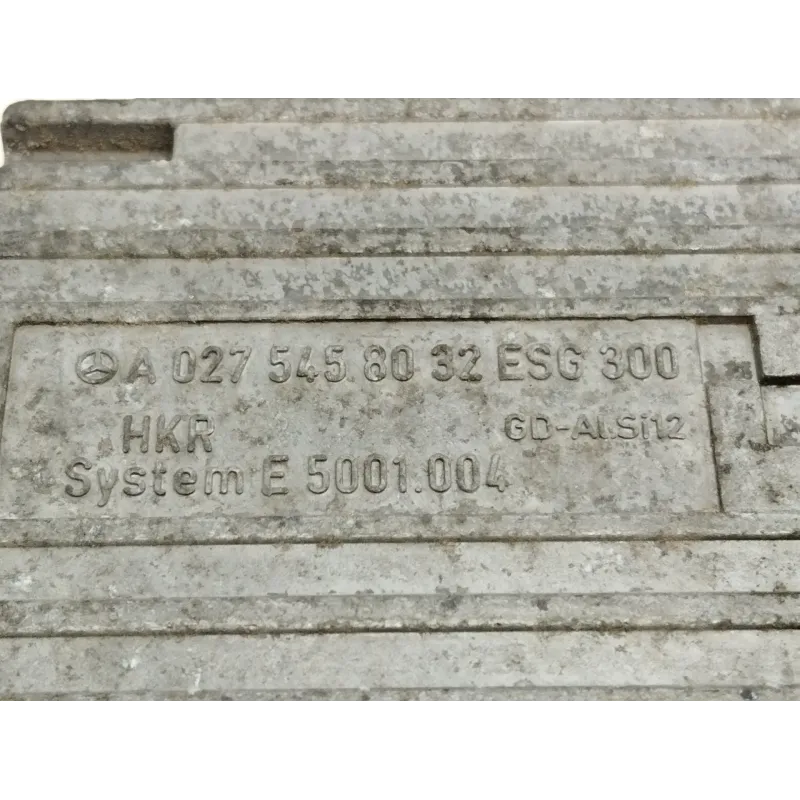 A 027 545 80 32 ESG 300
HKR GD-AlSi12
System E 5001.004